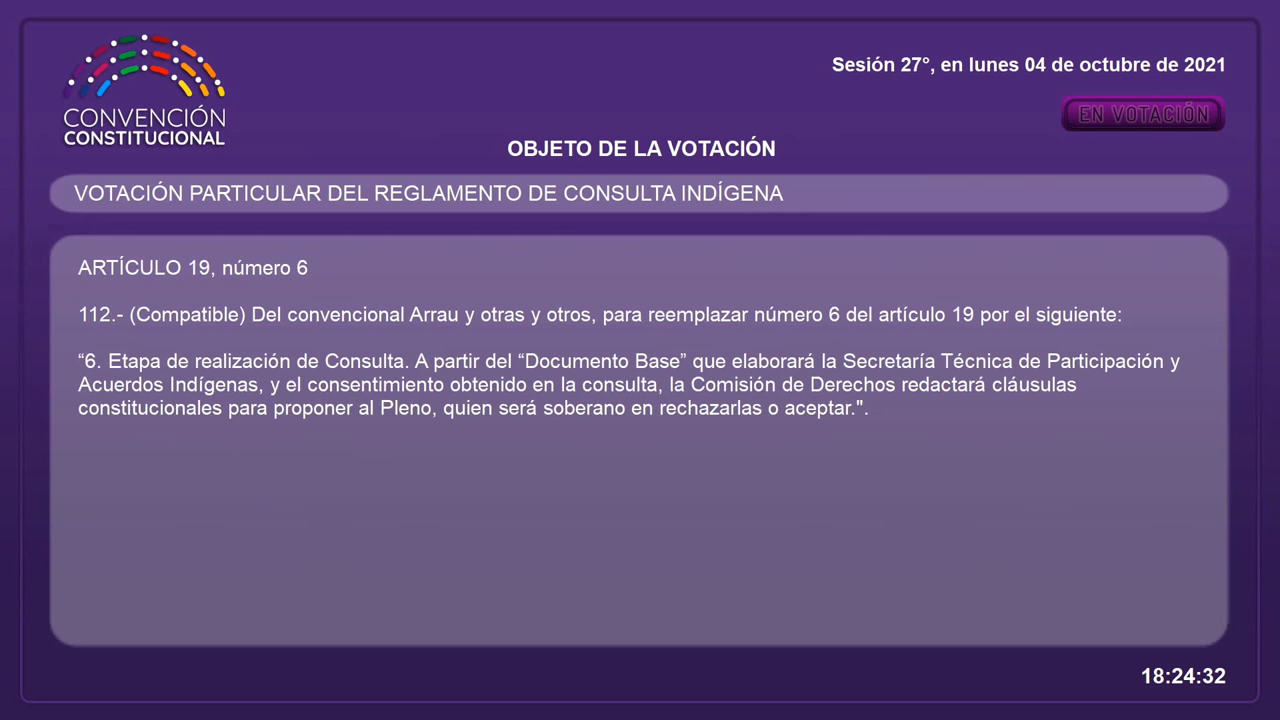 CONVENCIÓN
CONSTITUCIONAL
Sesión 27°, en lunes 04 de octubre de 2021
EN VOTACIÓN
OBJETO DE LA VOTACIÓN
VOTACIÓN PARTICULAR DEL REGLAMENTO DE CONSULTA INDÍGENA
ARTÍCULO 19, número 6
112.- (Compatible) Del convencional Arrau y otras y otros, para reemplazar número 6 del artículo 19 por el siguiente:
“6. Etapa de realización de Consulta. A partir del “Documento Base” que elaborará la Secretaría Técnica de Participación y
Acuerdos Indígenas, y el consentimiento obtenido en la consulta, la Comisión de Derechos redactará cláusulas
constitucionales para proponer al Pleno, quien será soberano en rechazarlas o aceptar.".
18:24:32